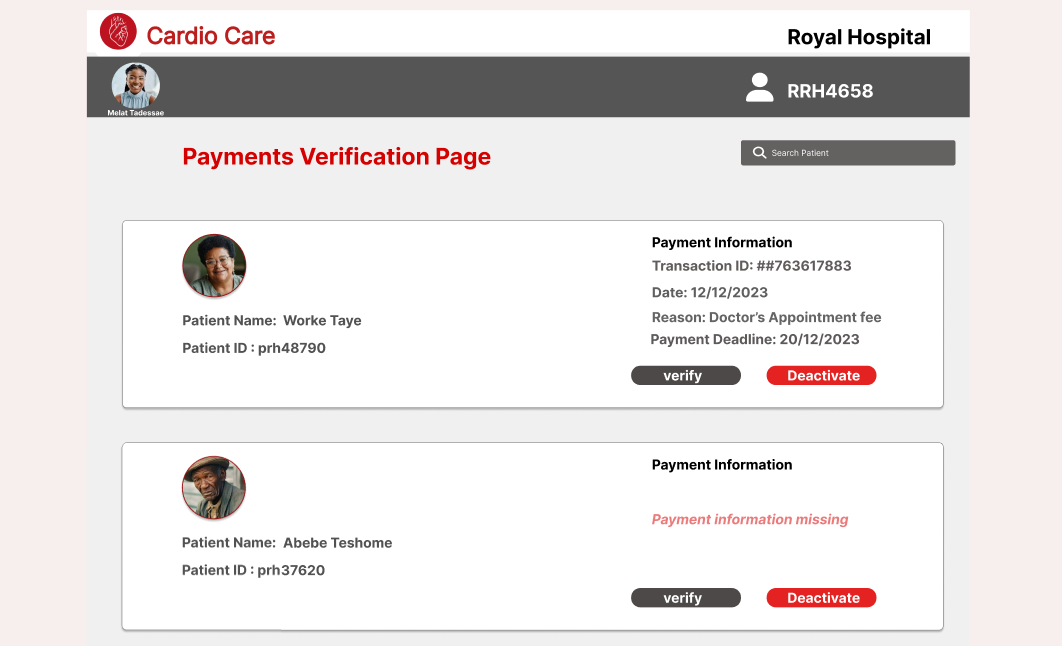 Cardio Care
Royal Hospital
Melat Tadessae
RRH4658
Payments Verification Page
Search Patient
Payment Information
Transaction ID: ##763617883
Date: 12/12/2023
Patient Name: Worke Taye
Reason: Doctor's Appointment fee
Payment Deadline: 20/12/2023
Patient ID : prh48790
verify
Deactivate
Payment Information
Payment information missing
Patient Name: Abebe Teshome
Patient ID : prh37620
verify
Deactivate